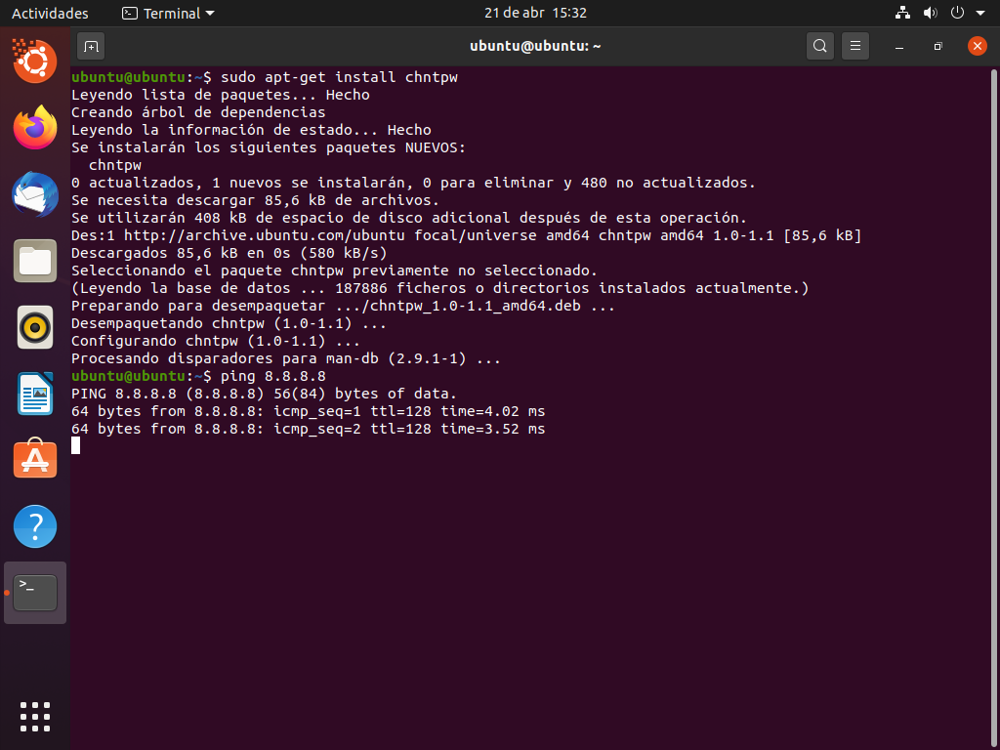 Actividades
Terminal
21 de abr 15:32
ubuntu@ubuntu: ~
ubuntu@ubuntu:~$ sudo apt-get install chntpw
Leyendo lista de paquetes... Hecho
Creando árbol de dependencias
Leyendo la información de estado... Hecho
Se instalarán los siguientes paquetes NUEVOS:
  chntpw
0 actualizados, 1 nuevos se instalarán, 0 para eliminar y 480 no actualizados.
Se necesita descargar 85,6 kB de archivos.
Se utilizarán 408 kB de espacio de disco adicional después de esta operación.
Des:1 http://archive.ubuntu.com/ubuntu focal/universe amd64 chntpw amd64 1.0-1.1 [85,6 kB]
Descargados 85,6 kB en 0s (580 kB/s)
Seleccionando el paquete chntpw previamente no seleccionado.
(Leyendo la base de datos ... 187886 ficheros o directorios instalados actualmente.)
Preparando para desempaquetar .../chntpw_1.0-1.1_amd64.deb ...
Desempaquetando chntpw (1.0-1.1) ...
Configurando chntpw (1.0-1.1) ...
Procesando disparadores para man-db (2.9.1-1) ...
ubuntu@ubuntu:~$ ping 8.8.8.8
PING 8.8.8.8 (8.8.8.8) 56(84) bytes of data.
64 bytes from 8.8.8.8: icmp_seq=1 ttl=128 time=4.02 ms
64 bytes from 8.8.8.8: icmp_seq=2 ttl=128 time=3.52 ms